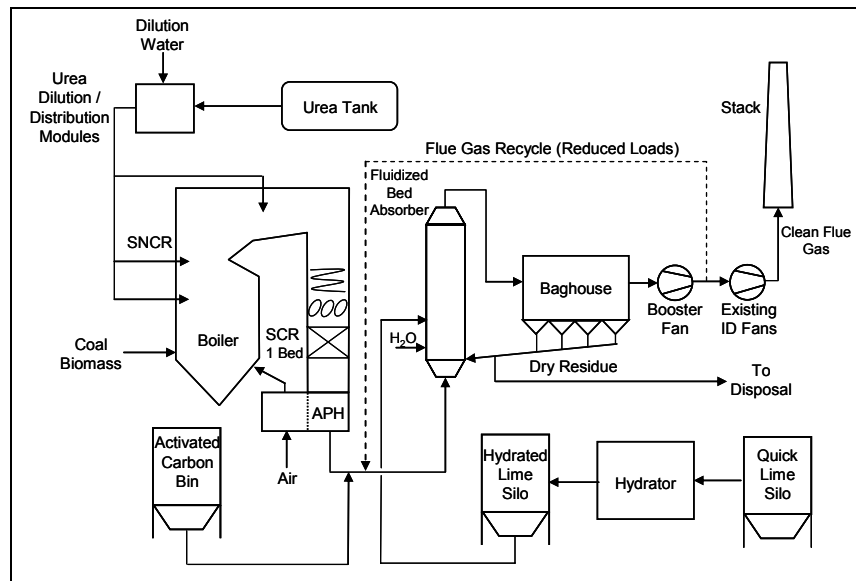 Dilution
Water
Urea
Dilution /
Distribution
Modules
Urea Tank
Stack
Flue Gas Recycle (Reduced Loads)
Fluidized
Bed
Absorber
Clean Flue
Gas
SNCR
Baghouse
Booster
Fan
Existing
ID Fans
Boiler
SCR
1 Bed
H₂O
Coal
Biomass
Dry Residue
To
Disposal
APH
Air
Activated
Carbon
Bin
Hydrated
Lime
Silo
Hydrator
Quick
Lime
Silo